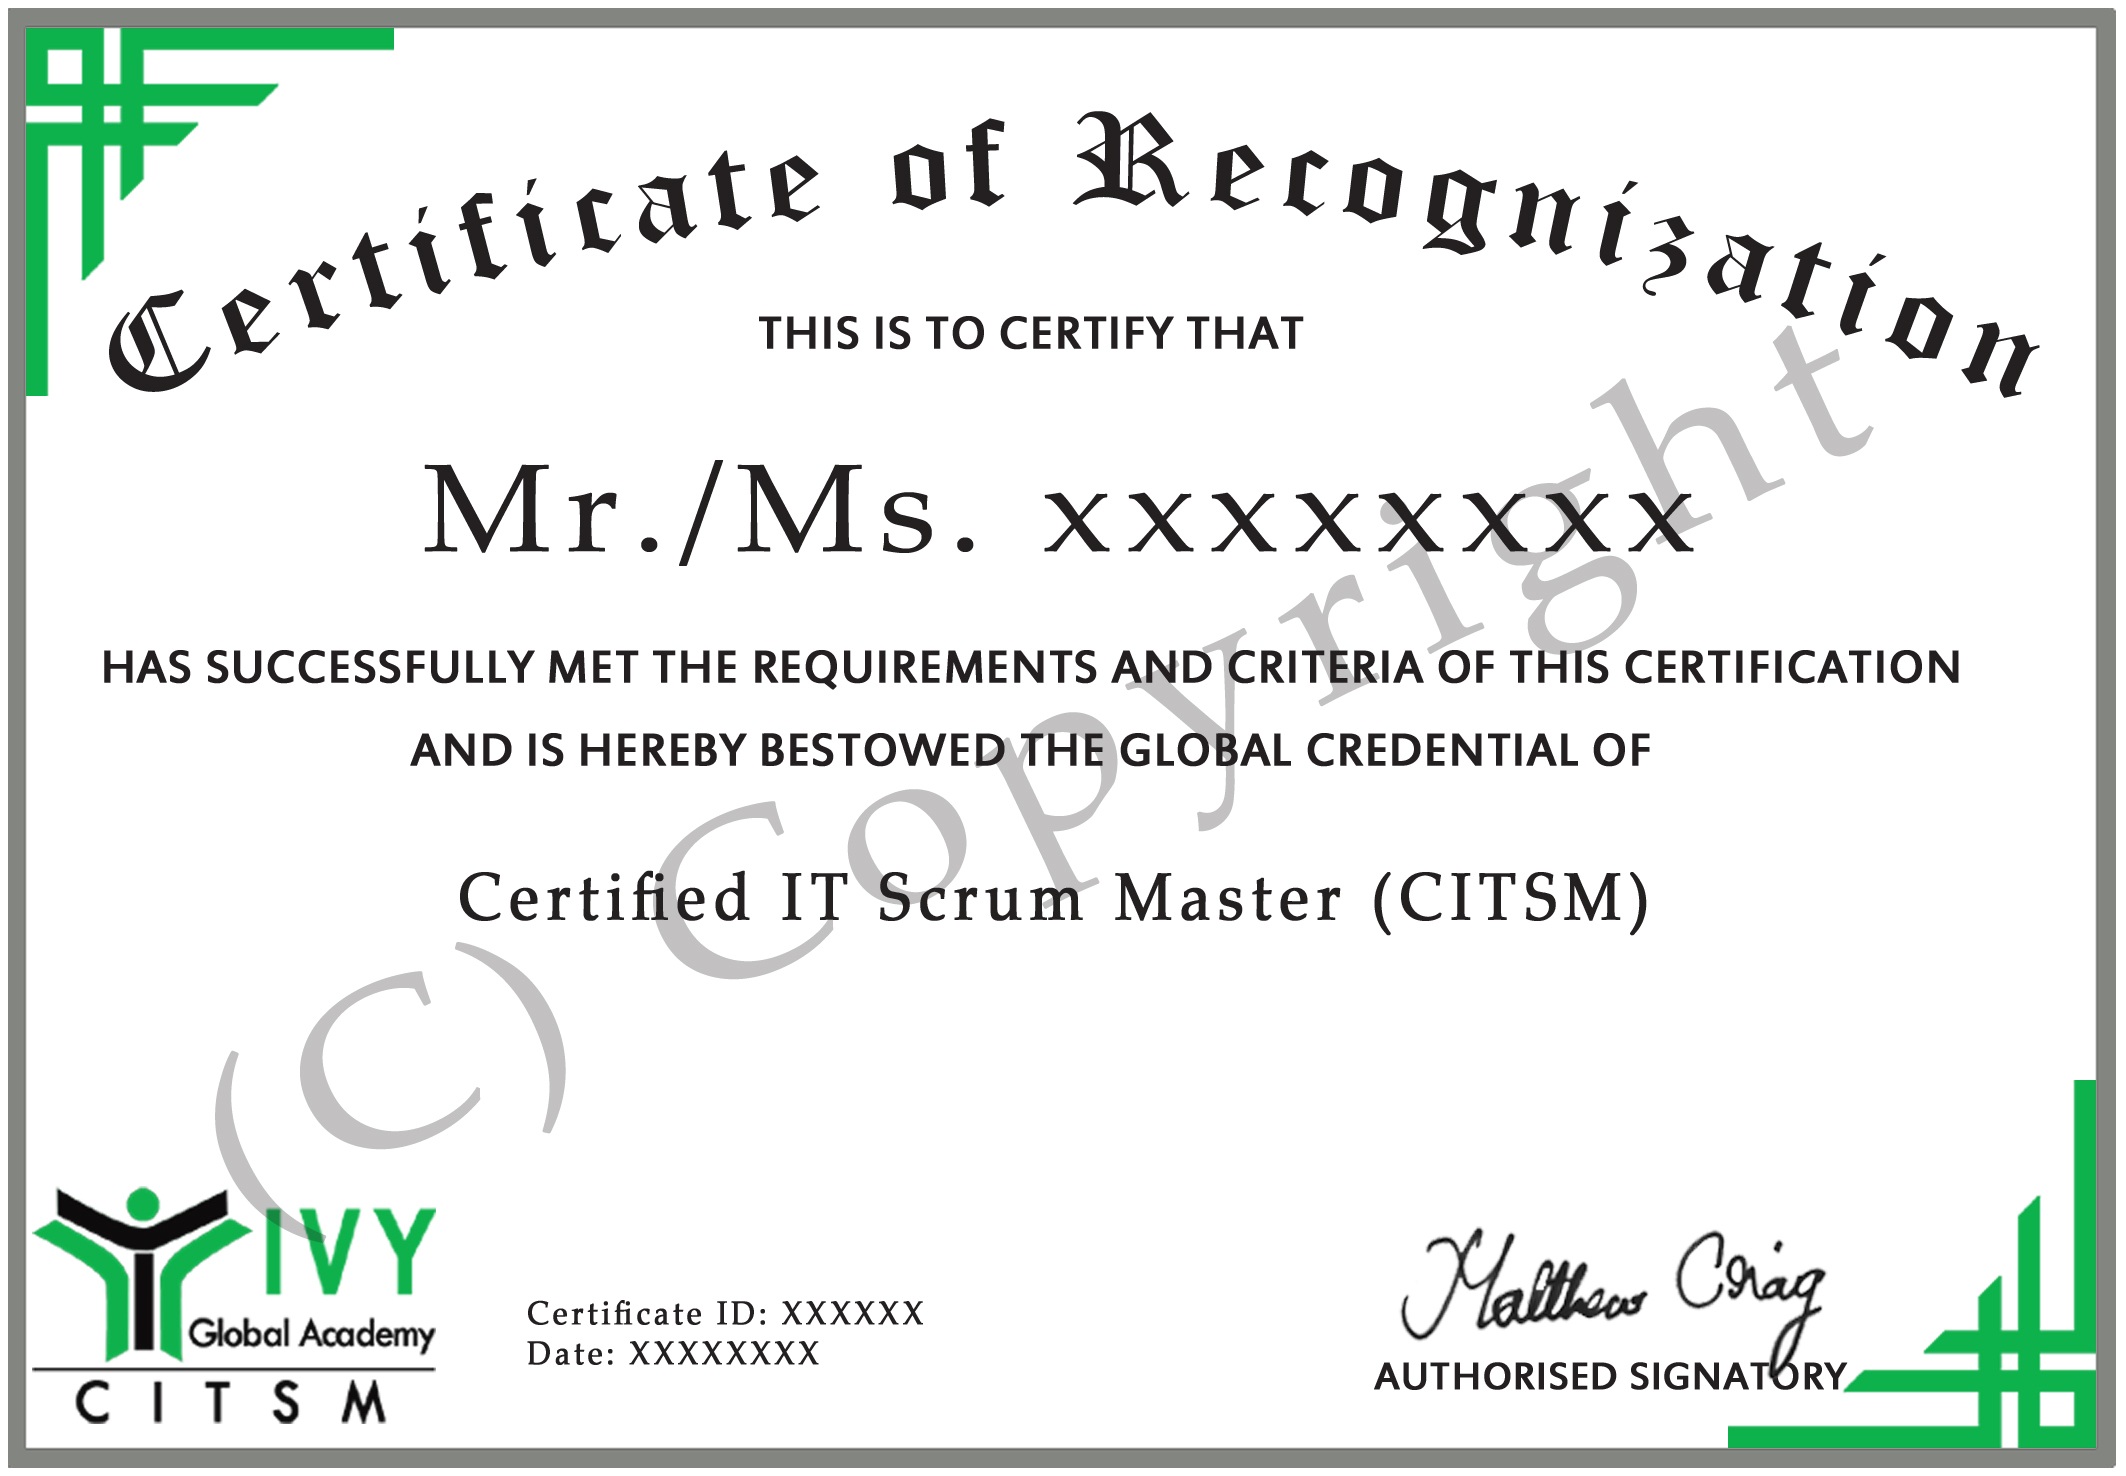 Certificate of Recognization
THIS IS TO CERTIFY THAT
Mr./Ms. xxxxxxxx
HAS SUCCESSFULLY MET THE REQUIREMENTS AND CRITERIA OF THIS CERTIFICATION
AND IS HEREBY BESTOWED THE GLOBAL CREDENTIAL OF
Certified IT Scrum Master (CITSM)
(C) Copyright
IVY
Global Academy
CITSM
Certificate ID: XXXXXX
Date: XXXXXXXX
Matthew Craig
AUTHORISED SIGNATORY